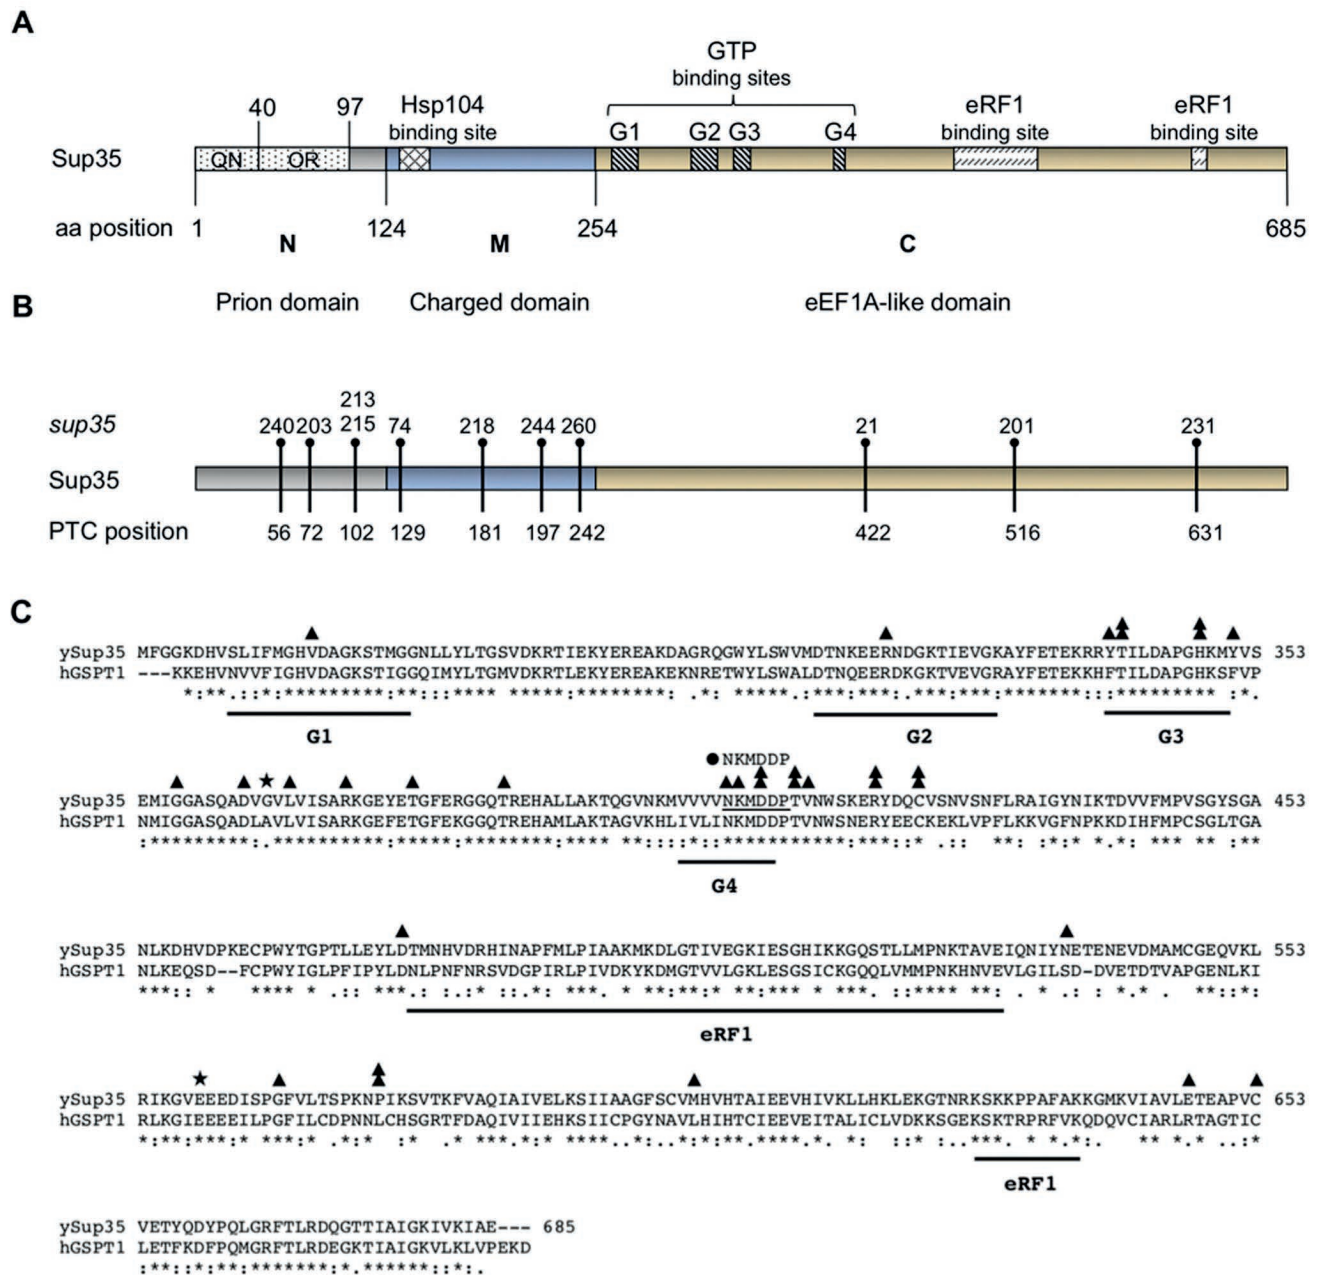 A
GTP
binding sites
40 97 Hsp104 eRF1 eRF1
binding site binding site binding site
G1 G2 G3 G4
Sup35 QN OR
aa position 1 124 254 685
N M C
Prion domain Charged domain eEF1A-like domain
B
213
sup35 240 203 215 74 218 244 260 21 201 231
Sup35
PTC position 56 72 102 129 181 197 242 422 516 631
C
ySup35 MFGGKDHVSLIFMGHVDAGKSTMGGNLLYLTGSVDKRTIEKYEREAKDAGRQGWYLSWVMDTNKEERNDGKTIEVGKAYFETEKRRYTILDAPGHKMYVS 353
hGSPT1 ---KKEHVNVVFIGHVDAGKSTIGGQIMYLTGMVDKRTLEKYEREAKEKNRETWYLSWALDTNQEERDKGKTVEVGRAYFETEKKHFTILDAPGHKSFVP
G1 G2 G3
NKMDDP
ySup35 EMIGGASQADVGVLVISARKGEYETGFERGGQTREHALLAKTQGVNKMVVVVNKMDDPTVNWSKERYDQCVSNVSNFLRAIGYNIKTDVVFMPVSGYSGA 453
hGSPT1 NMIGGASQADLAVLVISARKGEFETGFEKGGQTREHAMLAKTAGVKHLIVLINKMDDPTVNWSNERYEECKEKLVPFLKKVGFNPKKDIHFMPCSGLTGA
G4
ySup35 NLKDHVDPKECPWYTGPTLLEYLDTMNHVDRHINAPFMLPIAAKMKDLGTIVEGKIESGHIKKGQSTLLMPNKTAVEIQNIYNETENEVDMAMCGEQVKL 553
hGSPT1 NLKEQSD--FCPWYIGLPFIPYLDNLPNFNRSVDGPIRLPIVDKYKDMGTVVLGKLESGSICKGQQLVMMPNKHNVEVLGILSD-DVETDTVAPGENLKI
eRF1
ySup35 RIKGVEEEDISPGFVLTSPKNPIKSVTKFVAQIAIVELKSIIAAGFSCVMHVHTAIEEVHIVKLLHKLEKGTNRKSKKPPAFAKKGMKVIAVLETEAPVC 653
hGSPT1 RLKGIEEEEILPGFILCDPNNLCHSGRTFDAQIVIIEHKSIICPGYNAVLHIHTCIEEVEITALICLVDKKSGEKSKTRPRFVKQDQVCIARLRTAGTIC
eRF1
ySup35 VETYQDYPQLGRFTLRDQGTTIAIGKIVKIAE--- 685
hGSPT1 LETFKDFPQMGRFTLRDEGKTIAIGKVLKLVPEKD